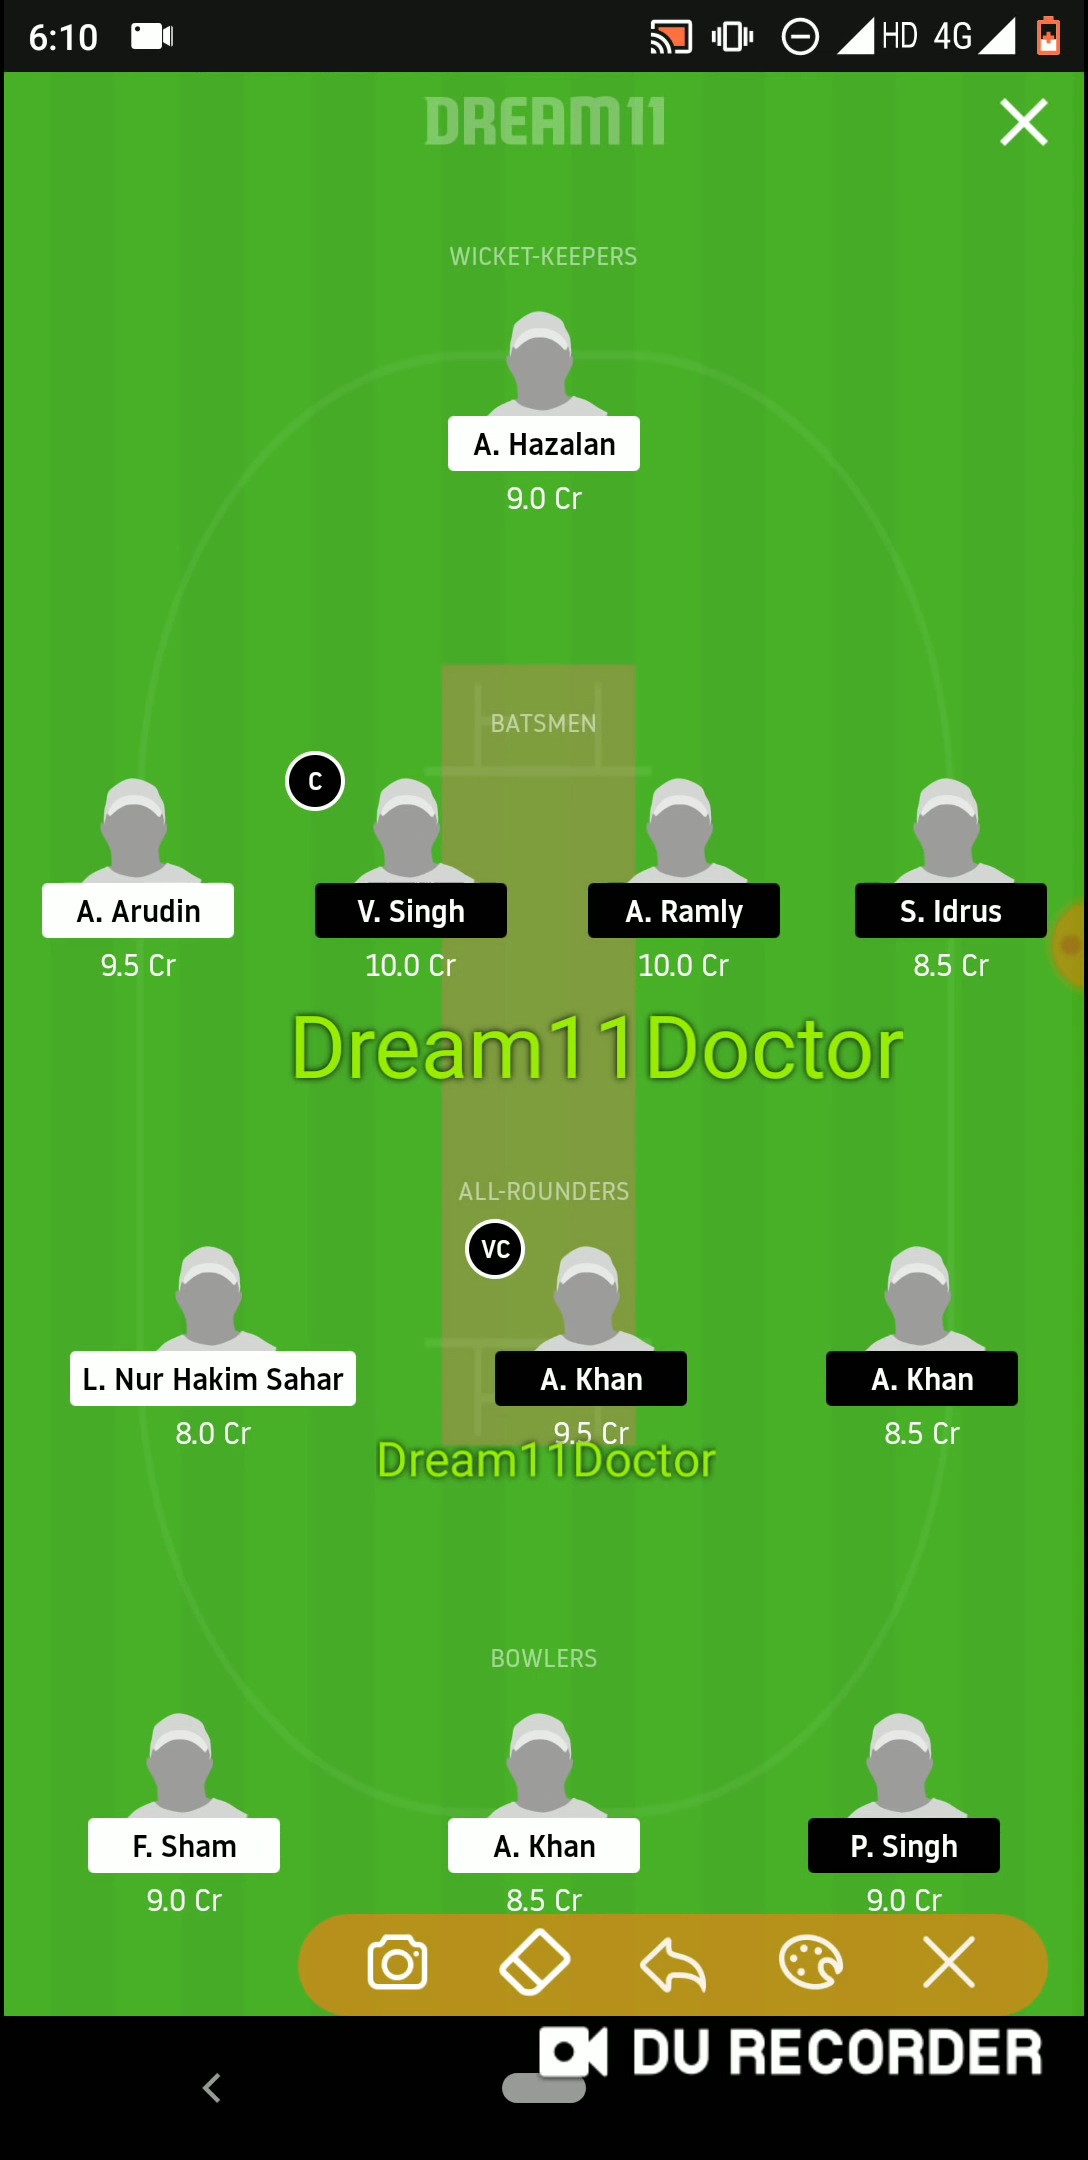 6:10 HD 4G
DREAM11
WICKET-KEEPERS
A. Hazalan
9.0 Cr
BATSMEN
C
A. Arudin V. Singh A. Ramly S. Idrus
9.5 Cr 10.0 Cr 10.0 Cr 8.5 Cr
Dream11Doctor
ALL-ROUNDERS
VC
L. Nur Hakim Sahar A. Khan A. Khan
8.0 Cr 9.5 Cr 8.5 Cr
Dream11Doctor
BOWLERS
F. Sham A. Khan P. Singh
9.0 Cr 8.5 Cr 9.0 Cr
DU RECORDER